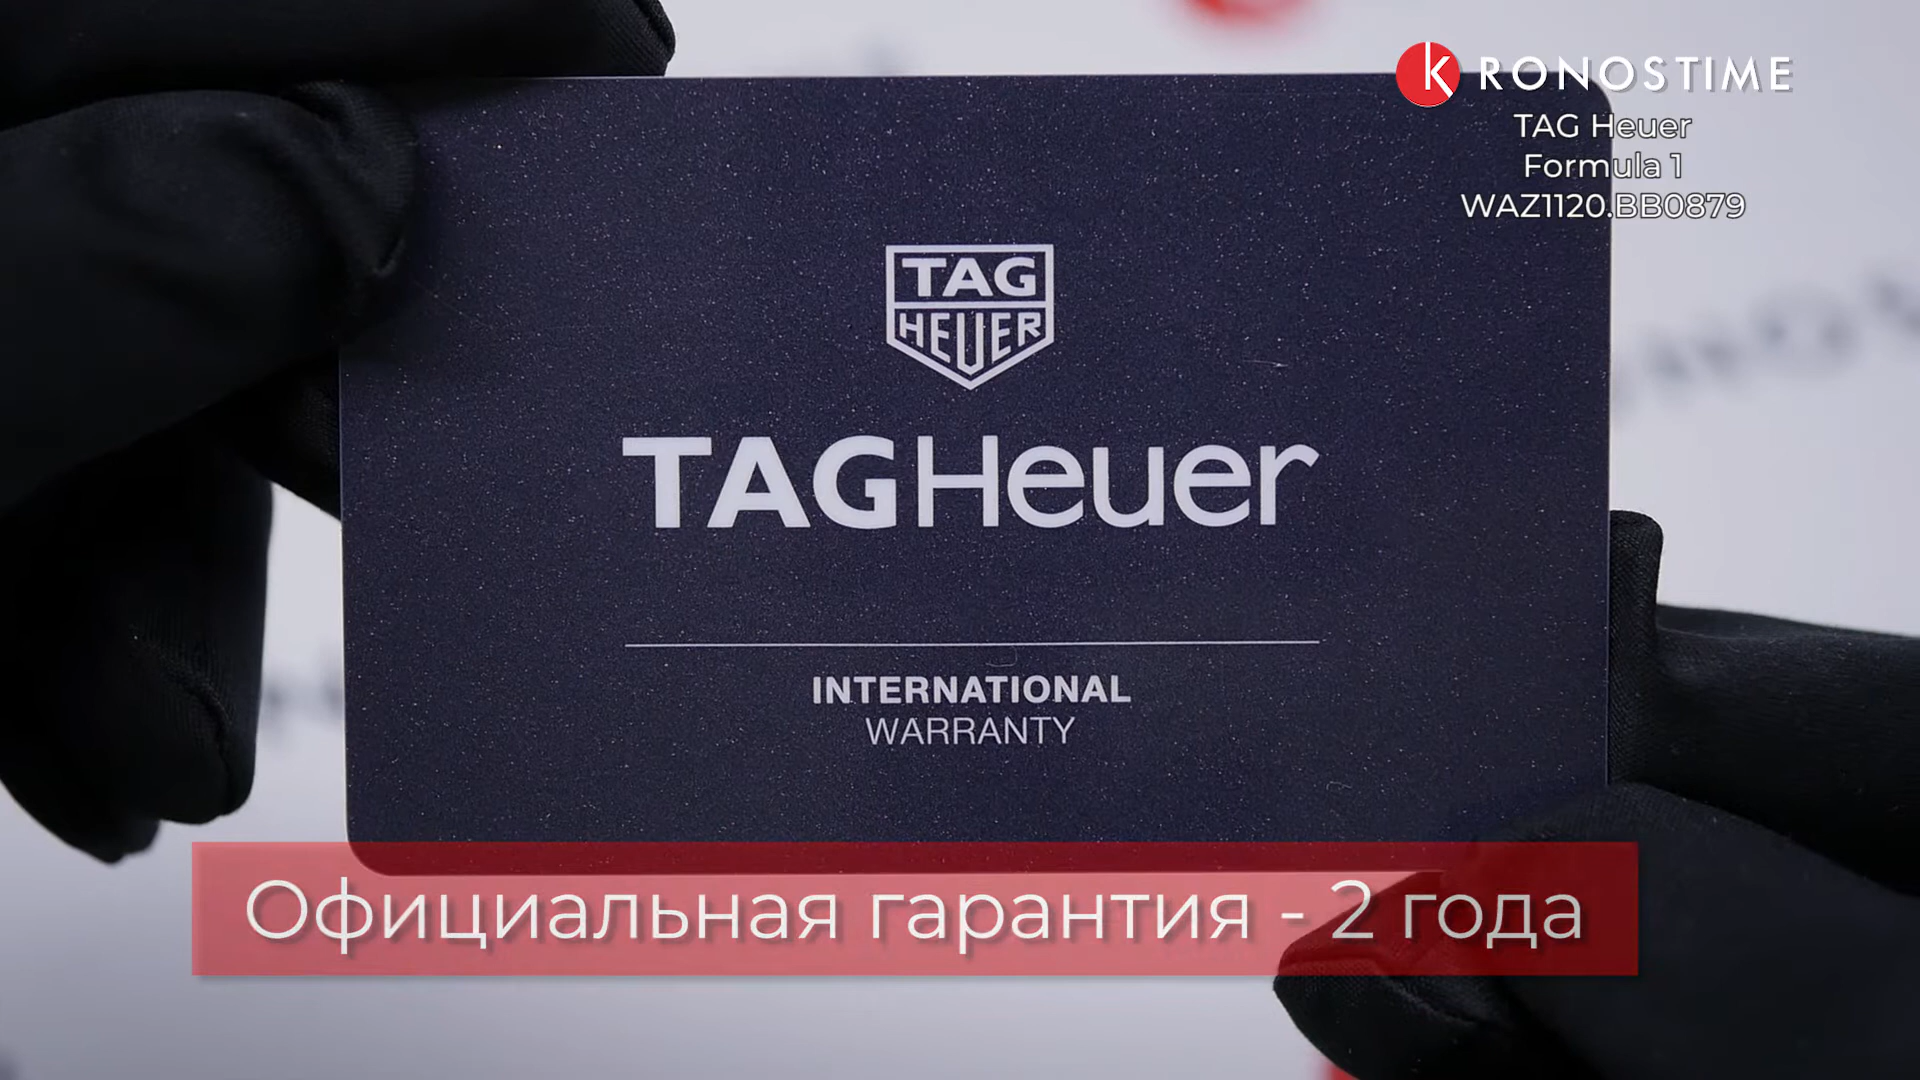 KRONOSTIME
TAG Heuer
Formula 1
WAZ1120.BB0879
TAG
HEUER
TAGHeuer
INTERNATIONAL
WARRANTY
Официальная гарантия - 2 года